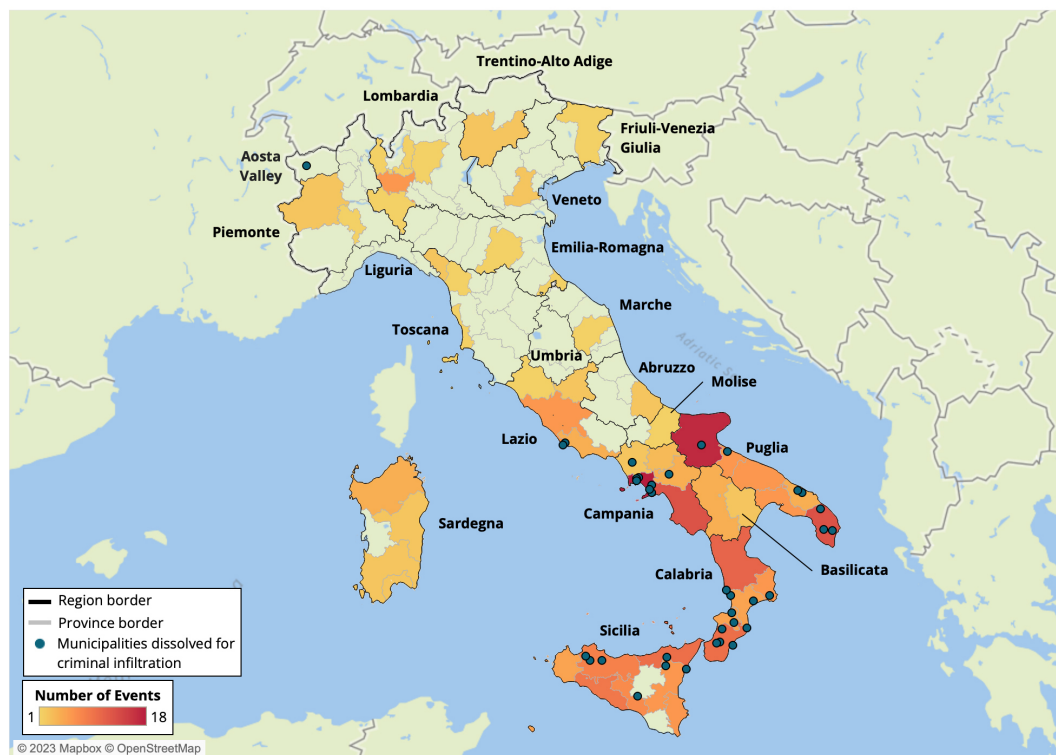 Trentino-Alto Adige
Lombardia
Friuli-Venezia
Giulia
Aosta
Valley
Veneto
Piemonte
Emilia-Romagna
Liguria
Marche
Toscana
Adriatic
Umbria
Abruzzo
Molise
Lazio
Puglia
Campania
Sardegna
Basilicata
Calabria
Sicilia
Region border
Province border
Municipalities dissolved for
criminal infiltration
Number of Events
1
18
© 2023 Mapbox © OpenStreetMap